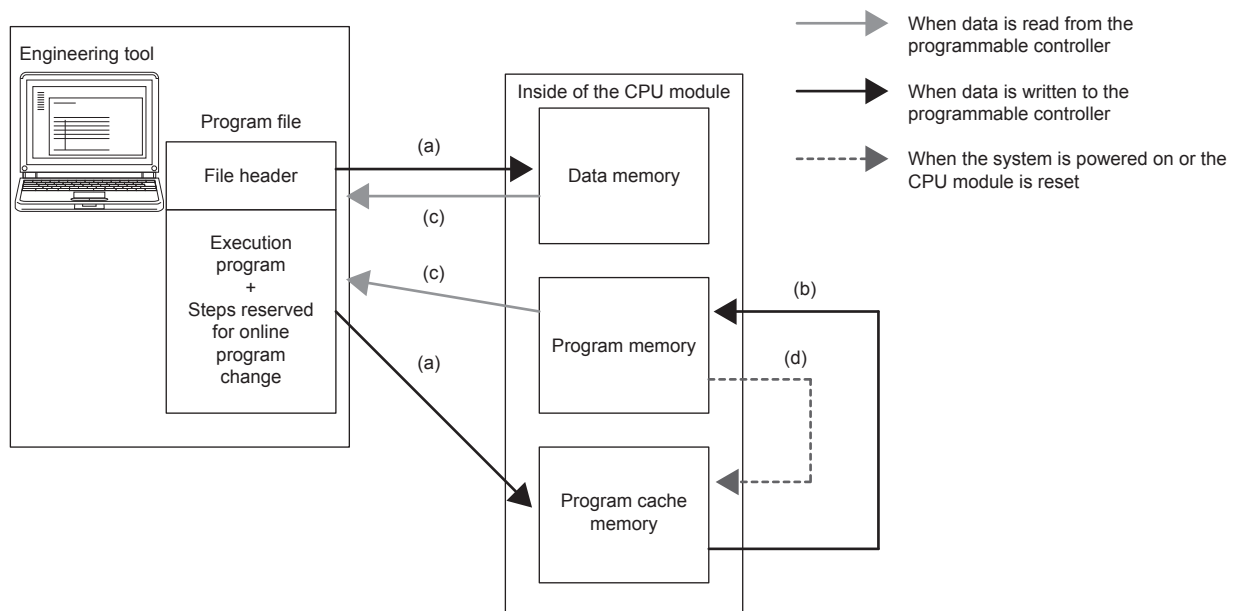 Engineering tool
Program file
File header
Execution
program
+
Steps reserved
for online
program
change
(a)
(c)
(c)
(a)
Inside of the CPU module
Data memory
Program memory
Program cache
memory
(b)
(d)
When data is read from the
programmable controller
When data is written to the
programmable controller
When the system is powered on or the
CPU module is reset